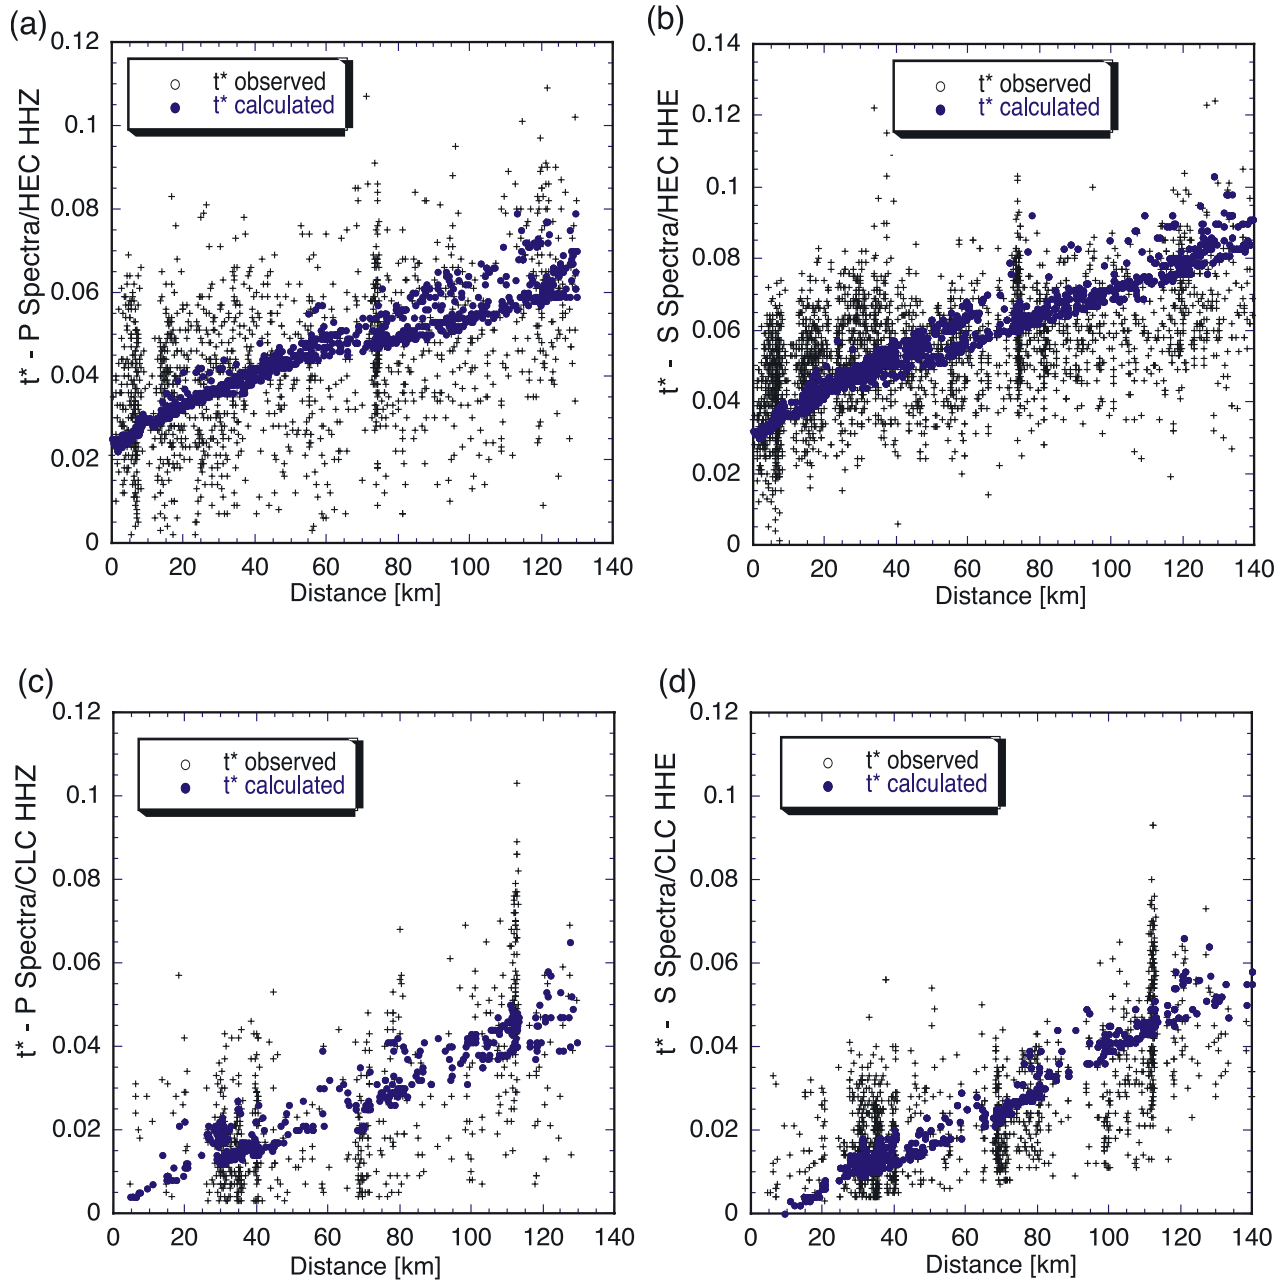 (a)
t* - P Spectra/HEC HHZ
0.12
0.1
0.08
0.06
0.04
0.02
0
t* observed
t* calculated
0 20 40 60 80 100 120 140
Distance [km]
(b)
t* - S Spectra/HEC HHE
0.14
0.12
0.1
0.08
0.06
0.04
0.02
0
t* observed
t* calculated
0 20 40 60 80 100 120 140
Distance [km]
(c)
t* - P Spectra/CLC HHZ
0.12
0.1
0.08
0.06
0.04
0.02
0
t* observed
t* calculated
0 20 40 60 80 100 120 140
Distance [km]
(d)
t* - S Spectra/CLC HHE
0.12
0.1
0.08
0.06
0.04
0.02
0
t* observed
t* calculated
0 20 40 60 80 100 120 140
Distance [km]